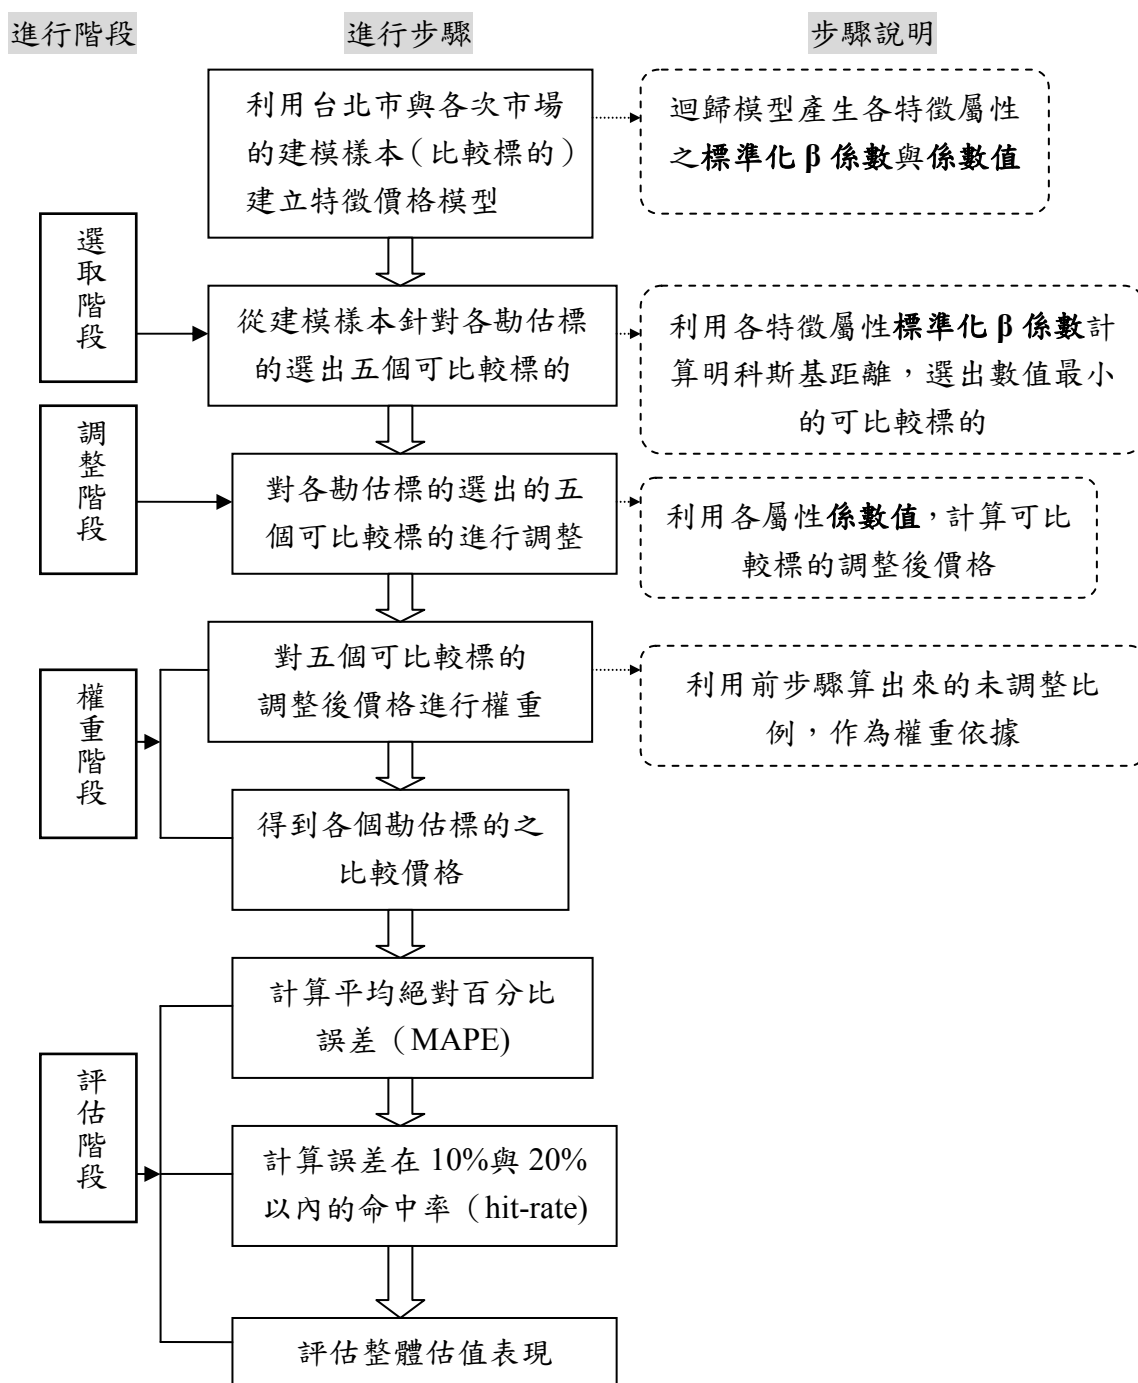 進行階段
進行步驟
步驟說明
利用台北市與各次市場
的建模樣本（比較標的）
建立特徵價格模型
迴歸模型產生各特徵屬性
之標準化 β 係數與係數值
選取階段
從建模樣本針對各勘估標
的選出五個可比較標的
利用各特徵屬性標準化 β 係數計
算明科斯基距離，選出數值最小
的可比較標的
調整階段
對各勘估標的選出的五
個可比較標的進行調整
利用各屬性係數值，計算可比
較標的調整後價格
權重階段
對五個可比較標的
調整後價格進行權重
利用前步驟算出來的未調整比
例，作為權重依據
得到各個勘估標的之
比較價格
評估階段
計算平均絕對百分比
誤差（MAPE)
計算誤差在 10%與 20%
以內的命中率（hit-rate)
評估整體估值表現